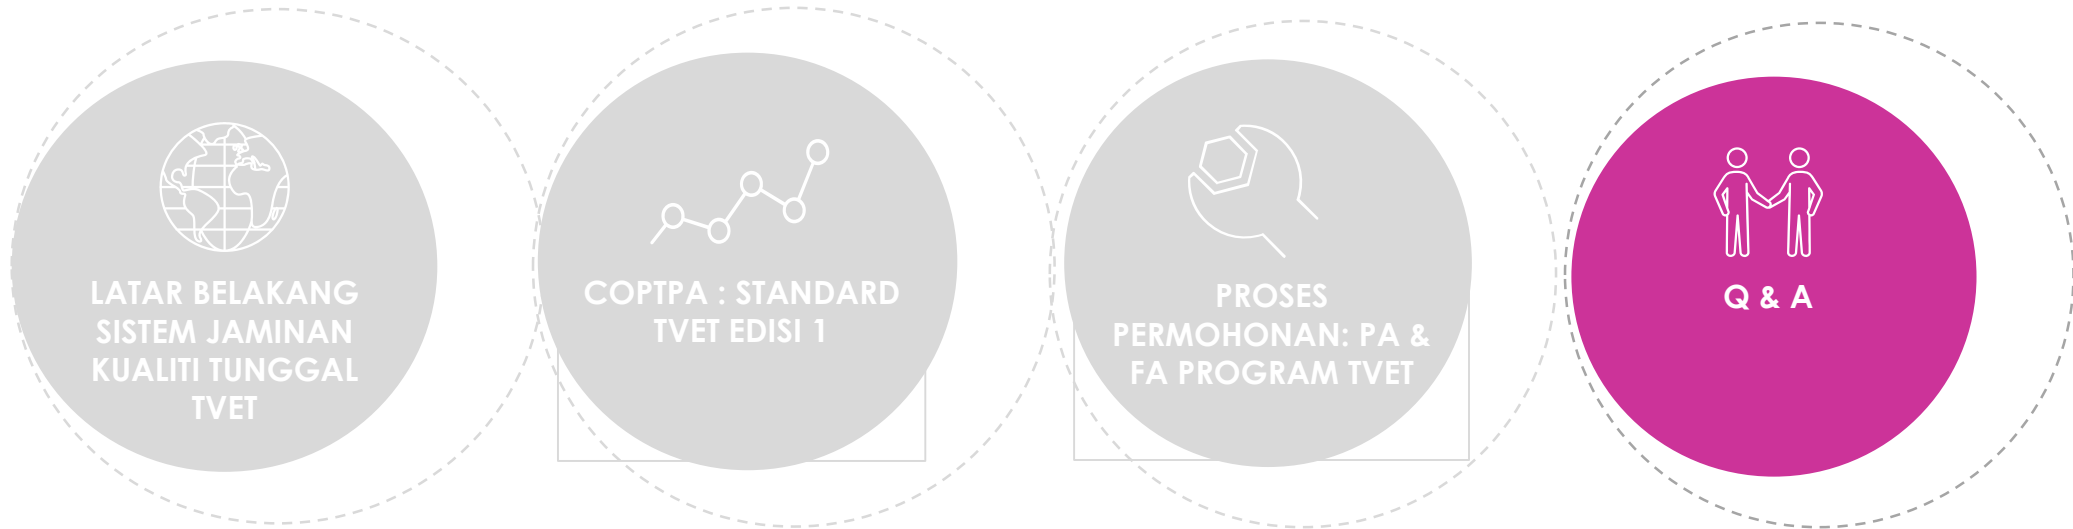 LATAR BELAKANG
SISTEM JAMINAN
KUALITI TUNGGAL
TVET
COPTPA : STANDARD
TVET EDISI 1
PROSES
PERMOHONAN: PA &
FA PROGRAM TVET
Q & A